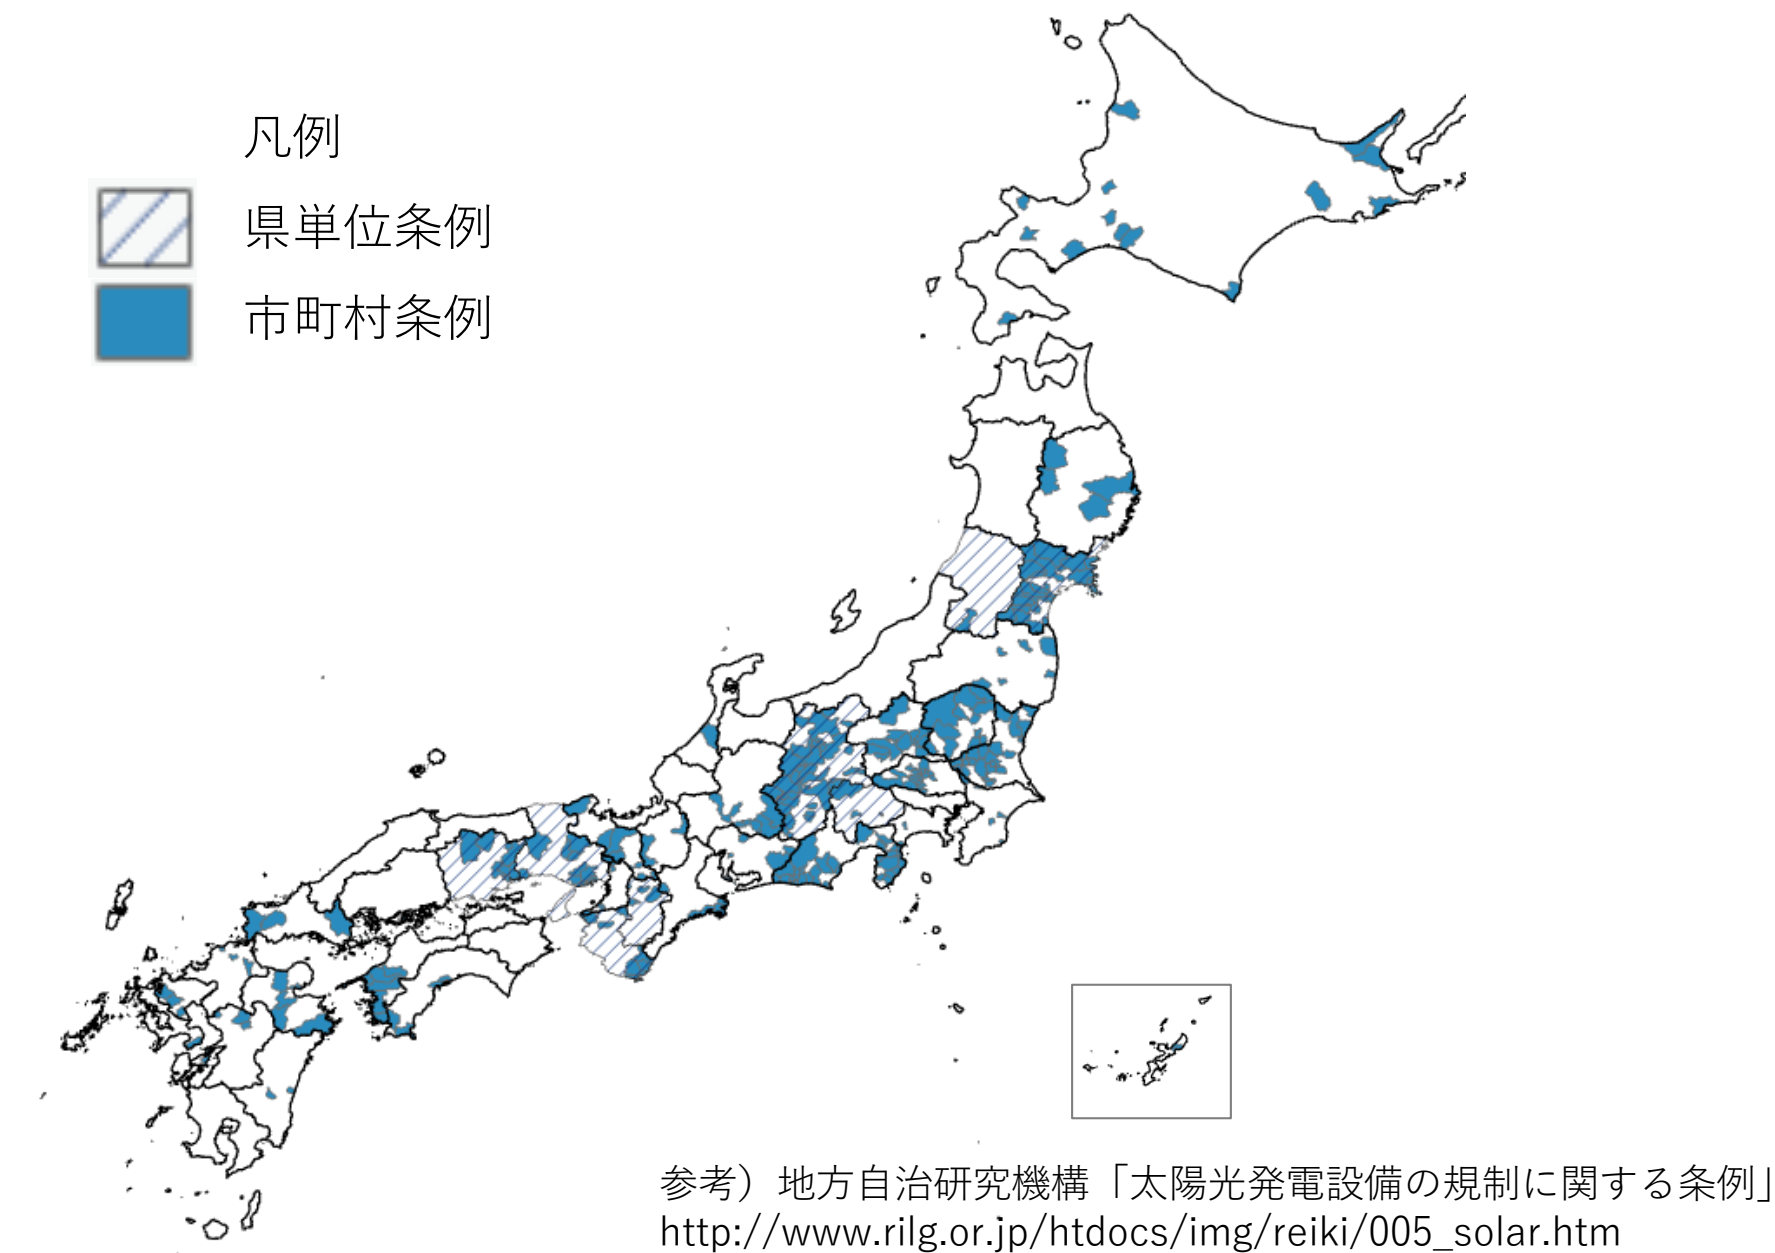 凡例
県単位条例
市町村条例
参考）地方自治研究機構「太陽光発電設備の規制に関する条例」
http://www.rilg.or.jp/htdocs/img/reiki/005_solar.htm